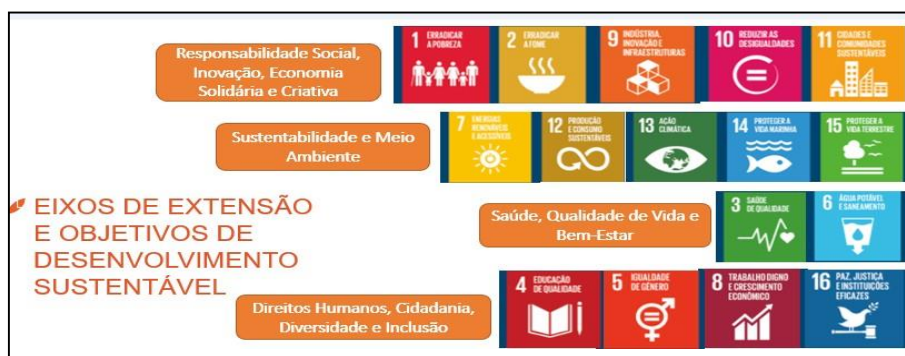 Responsabilidade Social,
Inovação, Economia
Solidária e Criativa
1 ERRADICAR
A POBREZA
2 ERRADICAR
A FOME
9 INDÚSTRIA,
INOVAÇÃO E
INFRAESTRUTURAS
10 REDUZIR AS
DESIGUALDADES
11 CIDADES E
COMUNIDADES
SUSTENTÁVEIS
Sustentabilidade e Meio
Ambiente
7 ENERGIAS
RENOVÁVEIS
E ACESSÍVEIS
12 PRODUÇÃO
E CONSUMO
SUSTENTÁVEIS
13 AÇÃO
CLIMÁTICA
14 PROTEGER A
VIDA MARINHA
15 PROTEGER A
VIDA TERRESTRE
EIXOS DE EXTENSÃO
E OBJETIVOS DE
DESENVOLVIMENTO
SUSTENTÁVEL
Saúde, Qualidade de Vida e
Bem-Estar
3 SAÚDE
DE QUALIDADE
6 ÁGUA POTÁVEL
E SANEAMENTO
Direitos Humanos, Cidadania,
Diversidade e Inclusão
4 EDUCAÇÃO
DE QUALIDADE
5 IGUALDADE
DE GÉNERO
8 TRABALHO DIGNO
E CRESCIMENTO
ECONÓMICO
16 PAZ, JUSTIÇA
E INSTITUIÇÕES
EFICAZES